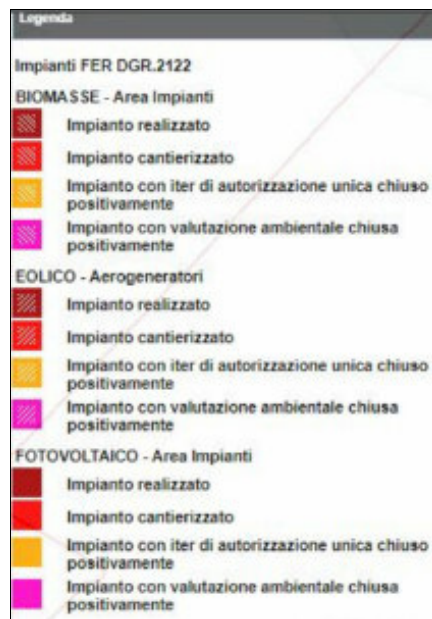 Legenda
Impianti FER DGR.2122
BIOMASSE - Area Impianti
Impianto realizzato
Impianto cantierizzato
Impianto con iter di autorizzazione unica chiuso
positivamente
Impianto con valutazione ambientale chiusa
positivamente
EOLICO - Aerogeneratori
Impianto realizzato
Impianto cantierizzato
Impianto con iter di autorizzazione unica chiuso
positivamente
Impianto con valutazione ambientale chiusa
positivamente
FOTOVOLTAICO - Area Impianti
Impianto realizzato
Impianto cantierizzato
Impianto con iter di autorizzazione unica chiuso
positivamente
Impianto con valutazione ambientale chiusa
positivamente